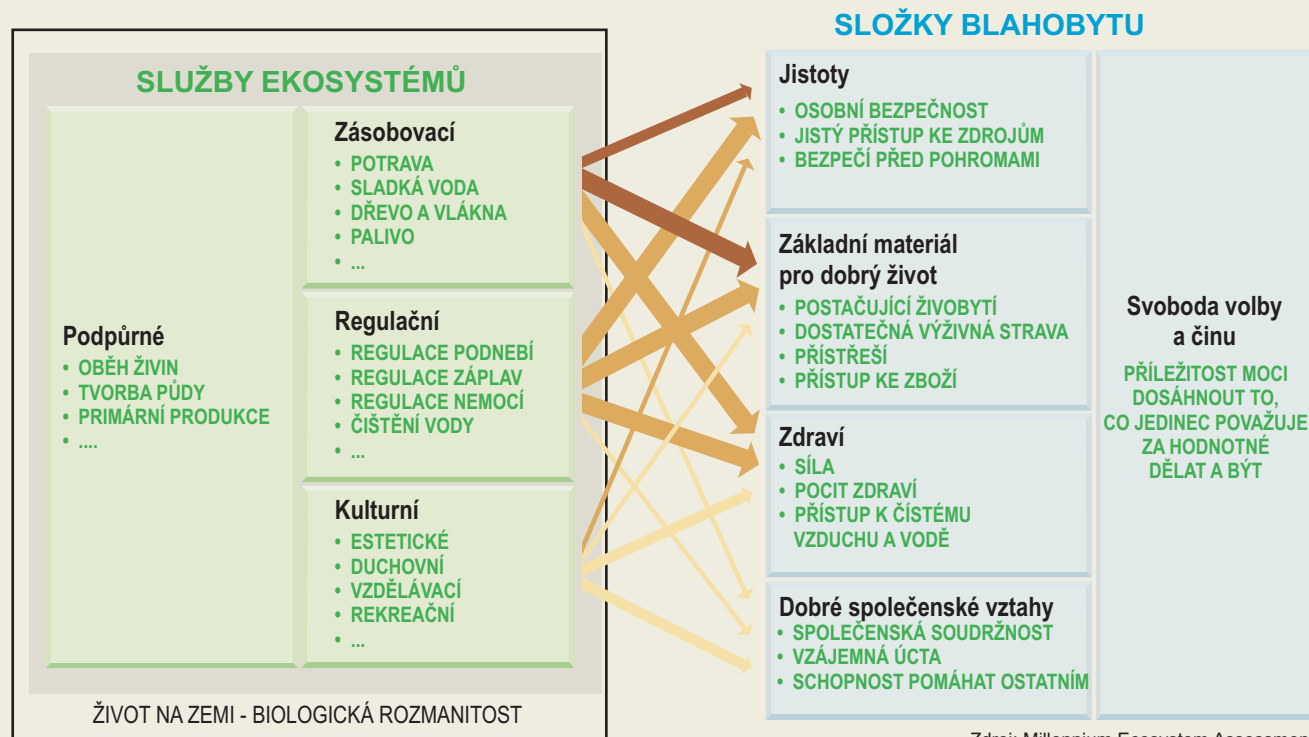 SLOŽKY BLAHOBYTU
SLUŽBY EKOSYSTÉMŮ
Podpůrné
• OBĚH ŽIVIN
• TVORBA PŮDY
• PRIMÁRNÍ PRODUKCE
• ....
Zásobovací
• POTRAVA
• SLADKÁ VODA
• DŘEVO A VLÁKNA
• PALIVO
• ...
Regulační
• REGULACE PODNEBÍ
• REGULACE ZÁPLAV
• REGULACE NEMOCÍ
• ČIŠTĚNÍ VODY
• ...
Kulturní
• ESTETICKÉ
• DUCHOVNÍ
• VZDĚLÁVACÍ
• REKREAČNÍ
• ...
ŽIVOT NA ZEMI - BIOLOGICKÁ ROZMANITOST
Jistoty
• OSOBNÍ BEZPEČNOST
• JISTÝ PŘÍSTUP KE ZDROJŮM
• BEZPEČÍ PŘED POHROMAMI
Základní materiál
pro dobrý život
• POSTAČUJÍCÍ ŽIVOBYTÍ
• DOSTATEČNÁ VÝŽIVNÁ STRAVA
• PŘÍSTŘEŠÍ
• PŘÍSTUP KE ZBOŽÍ
Zdraví
• SÍLA
• POCIT ZDRAVÍ
• PŘÍSTUP K ČÍSTÉMU
VZDUCHU A VODĚ
Dobré společenské vztahy
• SPOLEČENSKÁ SOUDRŽNOST
• VZÁJEMNÁ ÚCTA
• SCHOPNOST POMÁHAT OSTATNÍM
Svoboda volby
a činu
PŘÍLEŽITOST MOCI
DOSÁHNOUT TO,
CO JEDINEC POVAŽUJE
ZA HODNOTNÉ
DĚLAT A BÝT
Zdroj: Millennium Ecosystem